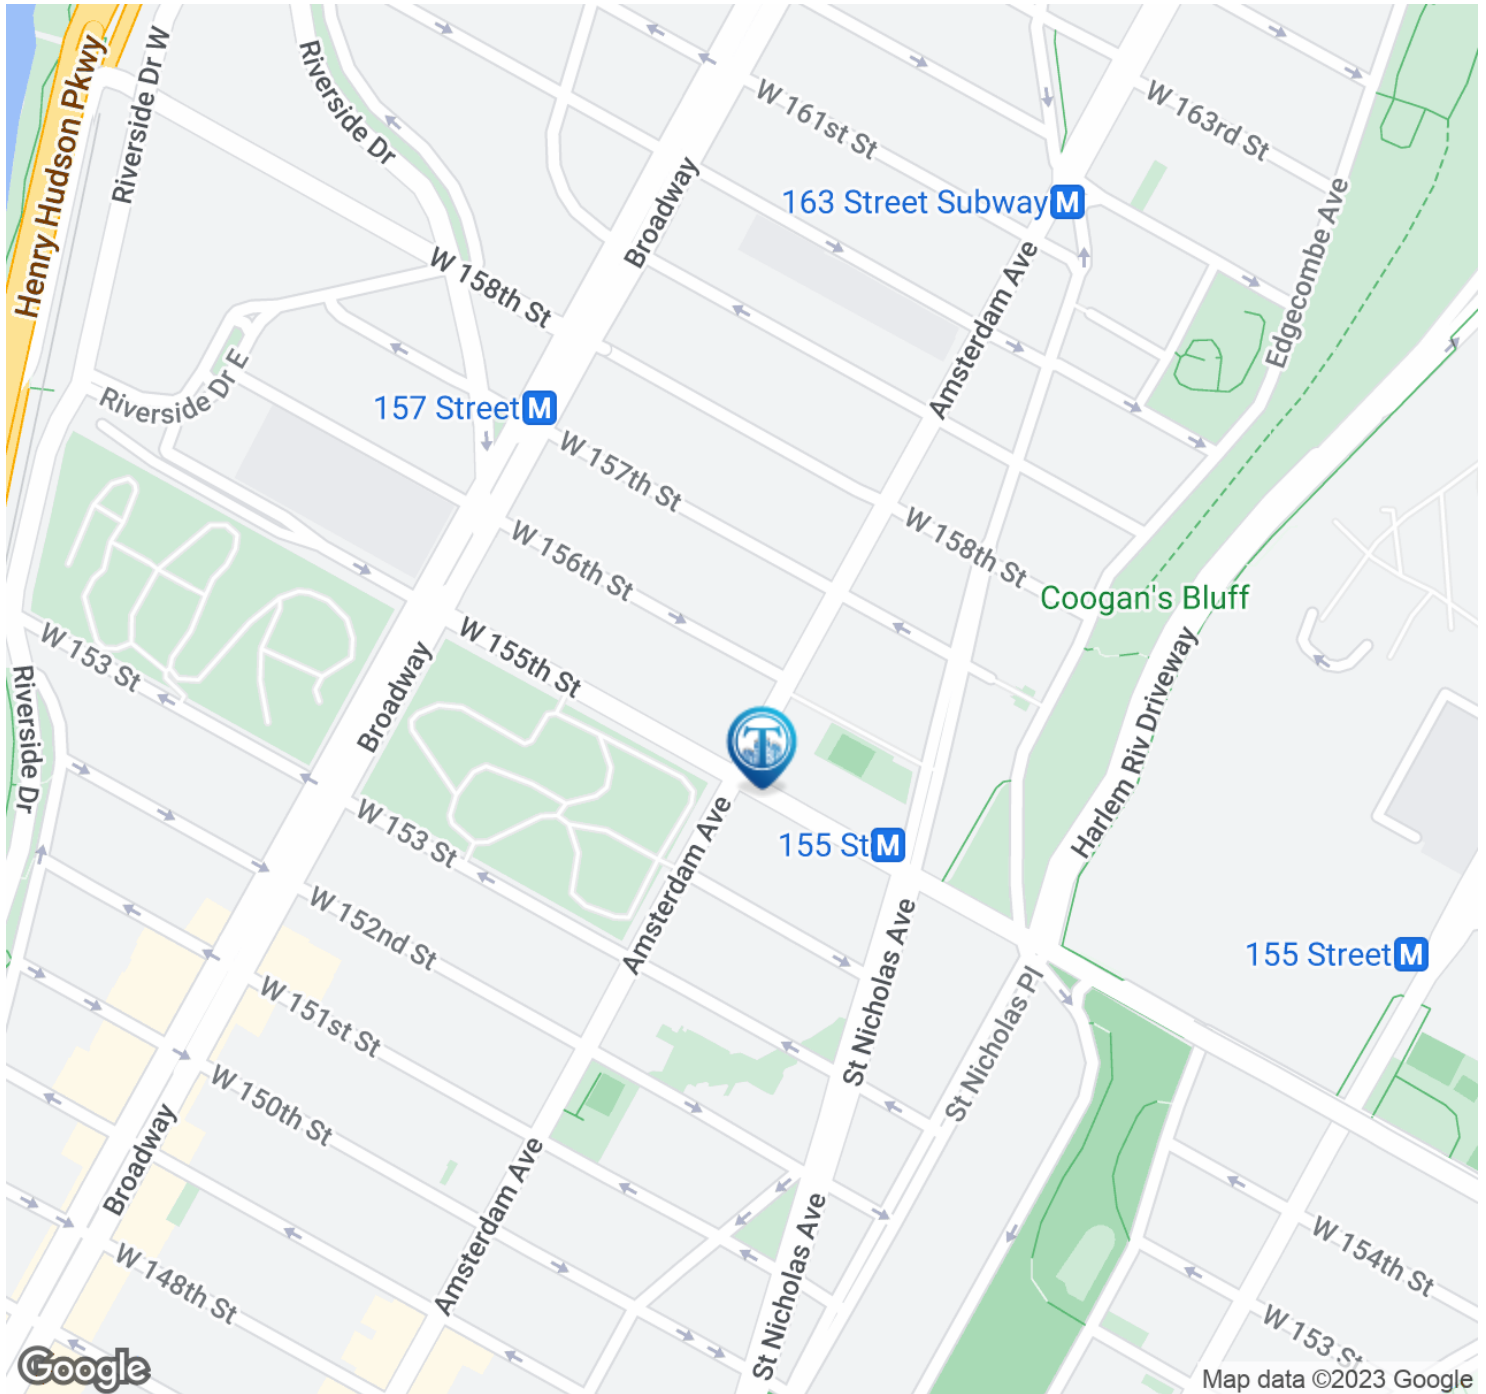 Henry Hudson Pkwy
Riverside Dr W
Riverside Dr
W 161st St
W 163rd St
Broadway
163 Street Subway
M
Edgecombe Ave
W 158th St
Amsterdam Ave
Riverside Dr E
157 Street
M
W 157th St
W 158th St
W 156th St
Coogan's Bluff
W 155th St
W 153 St
Riverside Dr
Broadway
Harlem Riv Driveway
T
W 153 St
Amsterdam Ave
155 St
M
W 152nd St
St Nicholas Ave
155 Street
M
W 151st St
St Nicholas Pl
W 150th St
Broadway
Amsterdam Ave
St Nicholas Ave
W 148th St
W 154th St
W 153 St
Google
Map data ©2023 Google